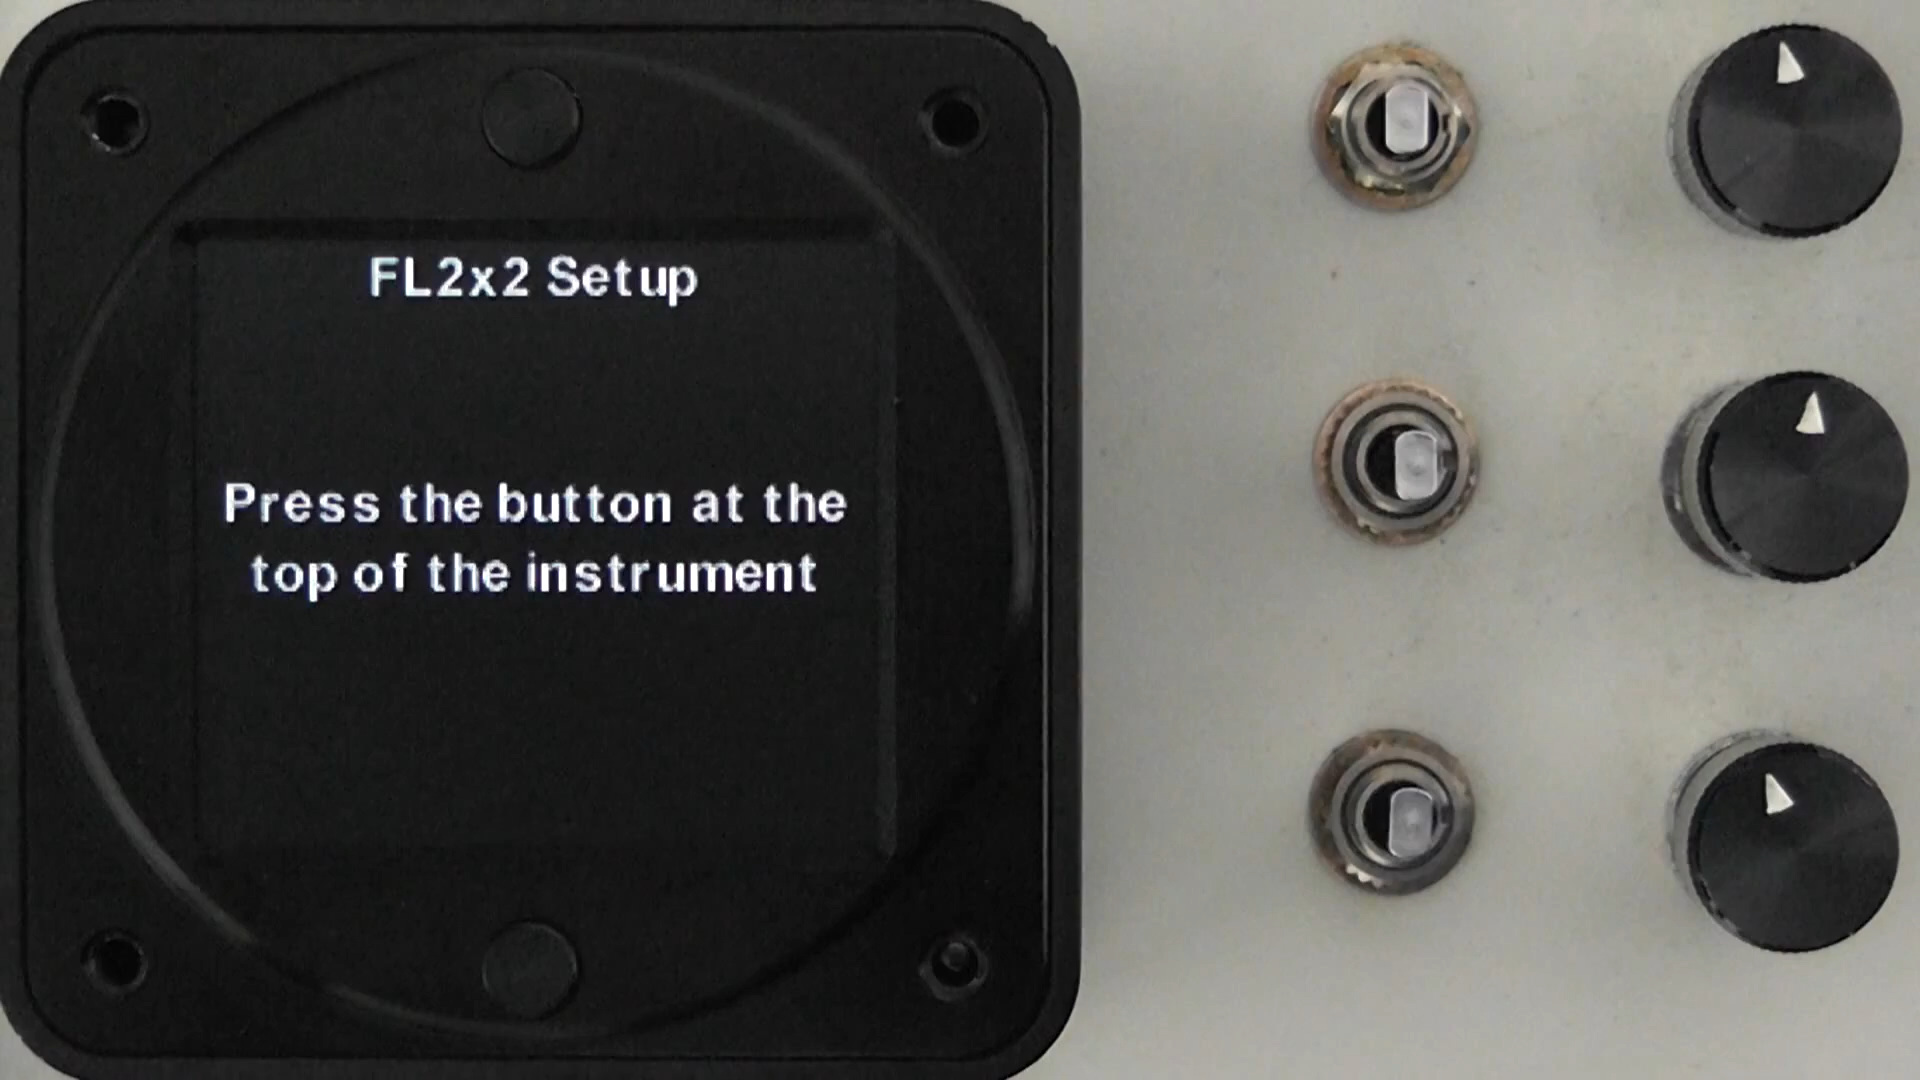 FL2x2 Setup
Press the button at the
top of the instrument